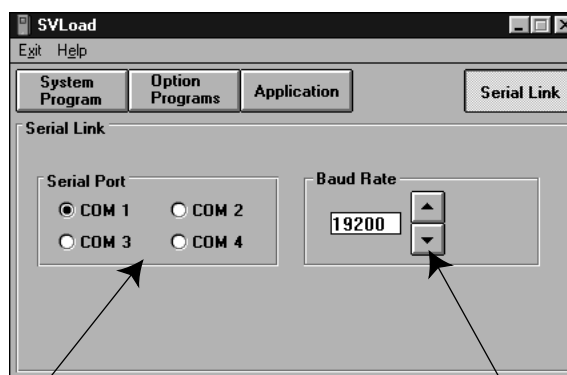 SVLoad
Exit Help
System Program
Option Programs
Application
Serial Link
Serial Link
Serial Port
COM 1
COM 2
COM 3
COM 4
Baud Rate
19200